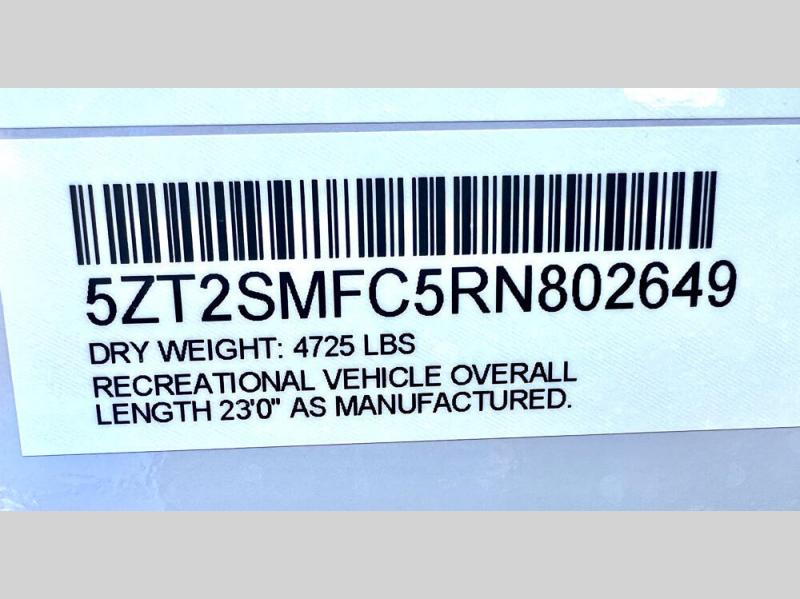 5ZT2SMFC5RN802649
DRY WEIGHT: 4725 LBS
RECREATIONAL VEHICLE OVERALL
LENGTH 23'0" AS MANUFACTURED.